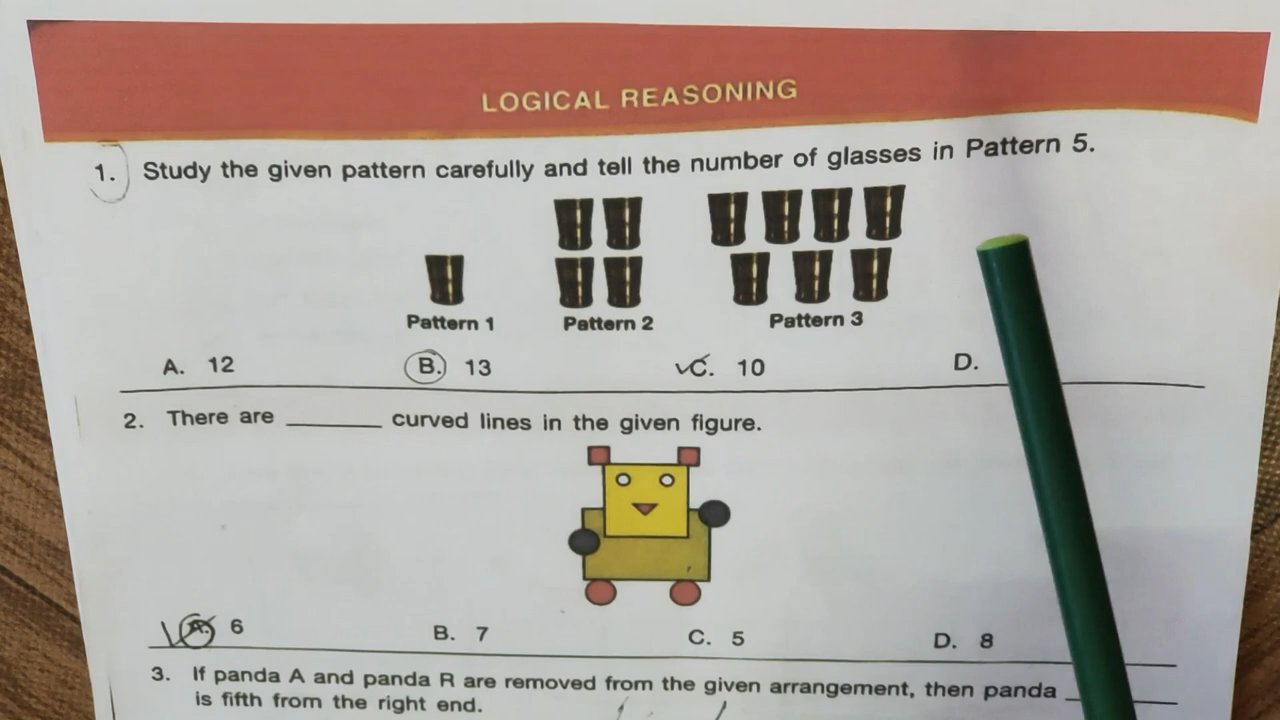 LOGICAL REASONING
1. Study the given pattern carefully and tell the number of glasses in Pattern 5.
Pattern 1 Pattern 2 Pattern 3
A. 12 B. 13 C. 10 D.
2. There are ______ curved lines in the given figure.
A. 6 B. 7 C. 5 D. 8
3. If panda A and panda R are removed from the given arrangement, then panda ______
is fifth from the right end.